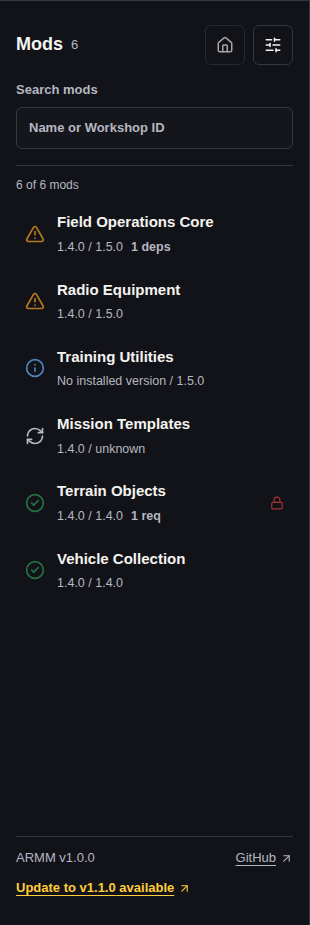 Mods 6
Search mods
Name or Workshop ID
6 of 6 mods
Field Operations Core
1.4.0 / 1.5.0 1 deps
Radio Equipment
1.4.0 / 1.5.0
Training Utilities
No installed version / 1.5.0
Mission Templates
1.4.0 / unknown
Terrain Objects
1.4.0 / 1.4.0 1 req
Vehicle Collection
1.4.0 / 1.4.0
ARMM v1.0.0 GitHub
Update to v1.1.0 available